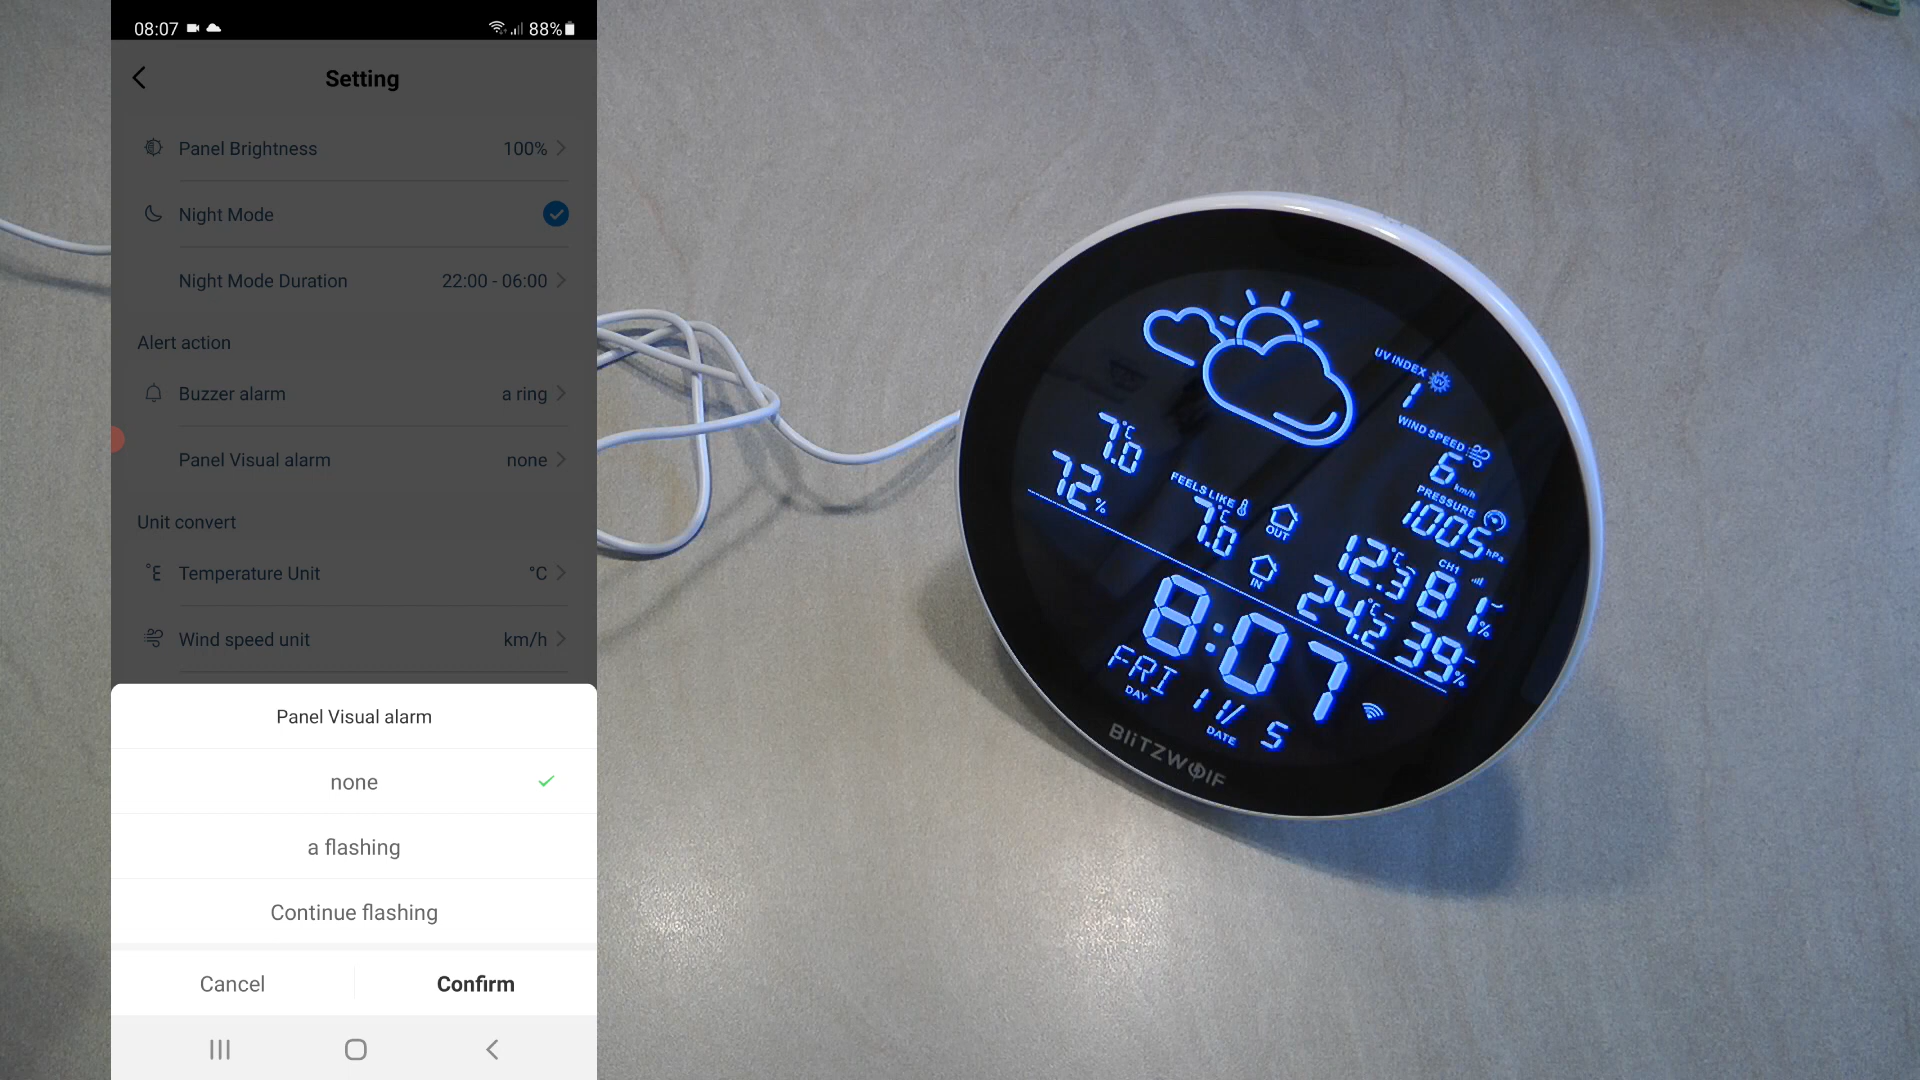 08:07
88%
Setting
Panel Brightness 100%
Night Mode
Night Mode Duration 22:00 - 06:00
Alert action
Buzzer alarm a ring
Panel Visual alarm none
Unit convert
Temperature Unit °C
Wind speed unit km/h
Panel Visual alarm
none
a flashing
Continue flashing
Cancel Confirm
UV INDEX
UV
1
WIND SPEED
6 km/h
PRESSURE
1005 hPa
7.0 °C
72 %
FEELS LIKE
7.0 °C
OUT
IN
CH1
12.3 °C 81 %
24.5 °C 39 %
8:07
FRI 11/ 5
DAY DATE
BLiTZWOLF